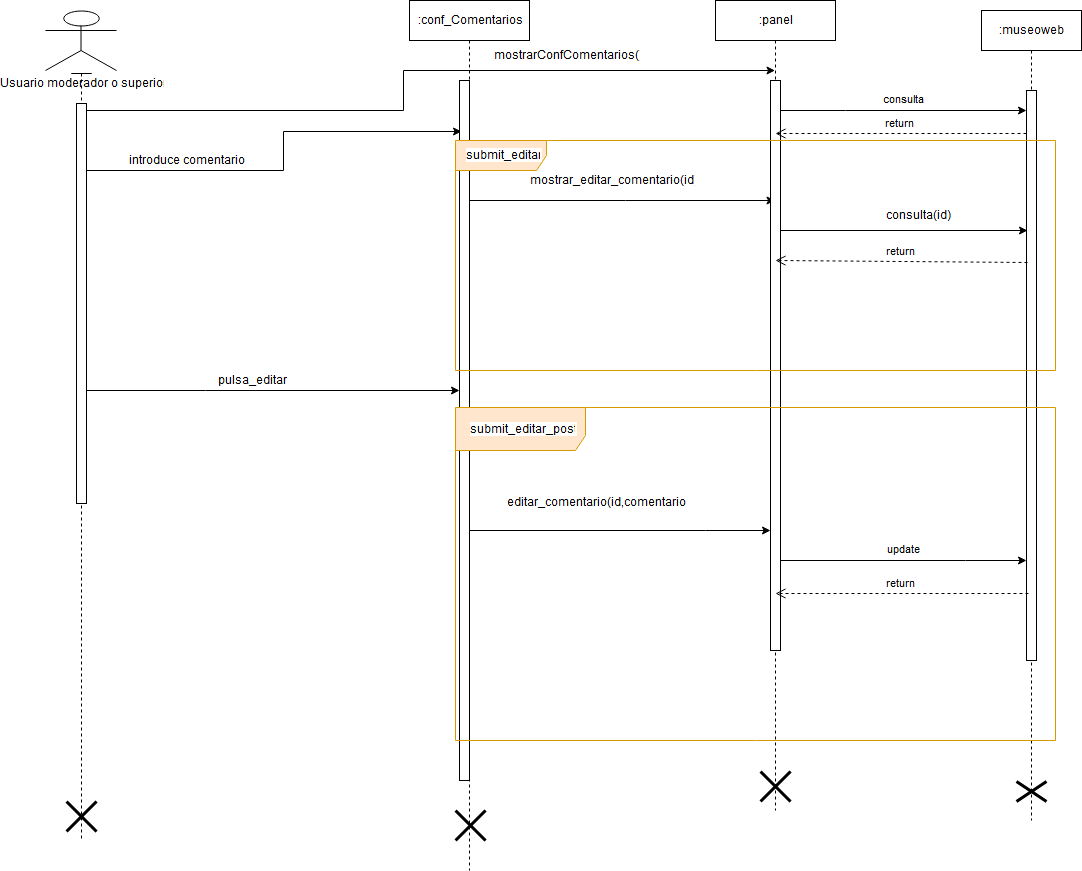 :conf_Comentarios
:panel
:museoweb
mostrarConfComentarios(
Usuario moderador o superio
consulta
return
introduce comentario
submit_editar
mostrar_editar_comentario(id
consulta(id)
return
pulsa_editar
submit_editar_post
editar_comentario(id,comentario
update
return